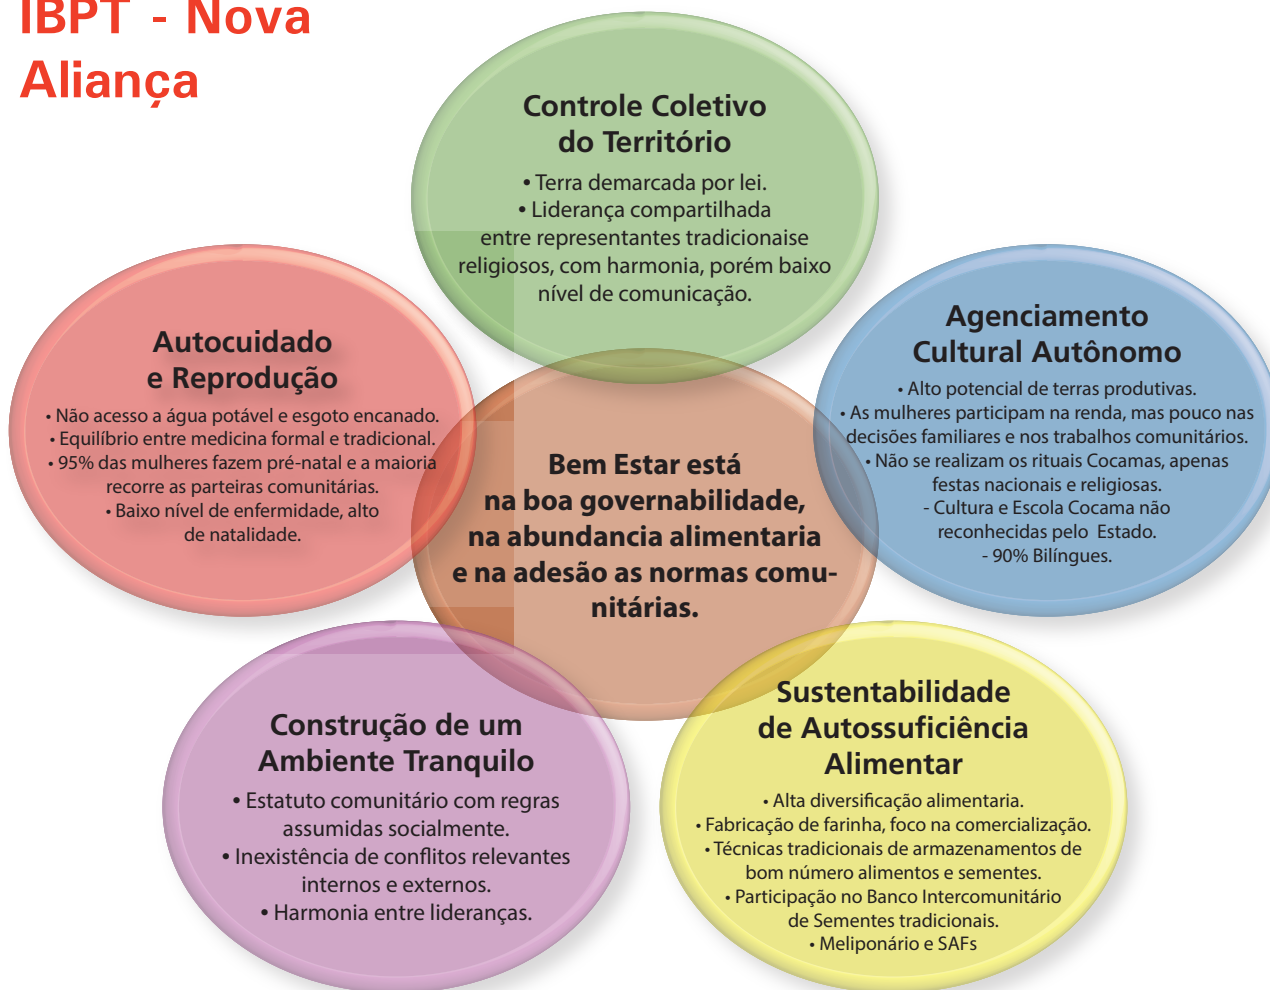 IBPT - Nova
Aliança
Controle Coletivo
do Território
• Terra demarcada por lei.
• Liderança compartilhada
entre representantes tradicionaise
religiosos, com harmonia, porém baixo
nível de comunicação.
Autocuidado
e Reprodução
• Não acesso a água potável e esgoto encanado.
• Equilíbrio entre medicina formal e tradicional.
• 95% das mulheres fazem pré-natal e a maioria
recorre as parteiras comunitárias.
• Baixo nível de enfermidade, alto
de natalidade.
Agenciamento
Cultural Autônomo
• Alto potencial de terras produtivas.
• As mulheres participam na renda, mas pouco nas
decisões familiares e nos trabalhos comunitários.
• Não se realizam os rituais Cocamas, apenas
festas nacionais e religiosas.
- Cultura e Escola Cocama não
reconhecidas pelo Estado.
- 90% Bilíngues.
Bem Estar está
na boa governabilidade,
na abundancia alimentaria
e na adesão as normas comu-
nitárias.
Construção de um
Ambiente Tranquilo
• Estatuto comunitário com regras
assumidas socialmente.
• Inexistência de conflitos relevantes
internos e externos.
• Harmonia entre lideranças.
Sustentabilidade
de Autossuficiência
Alimentar
• Alta diversificação alimentaria.
• Fabricação de farinha, foco na comercialização.
• Técnicas tradicionais de armazenamentos de
bom número alimentos e sementes.
• Participação no Banco Intercomunitário
de Sementes tradicionais.
• Meliponário e SAFs